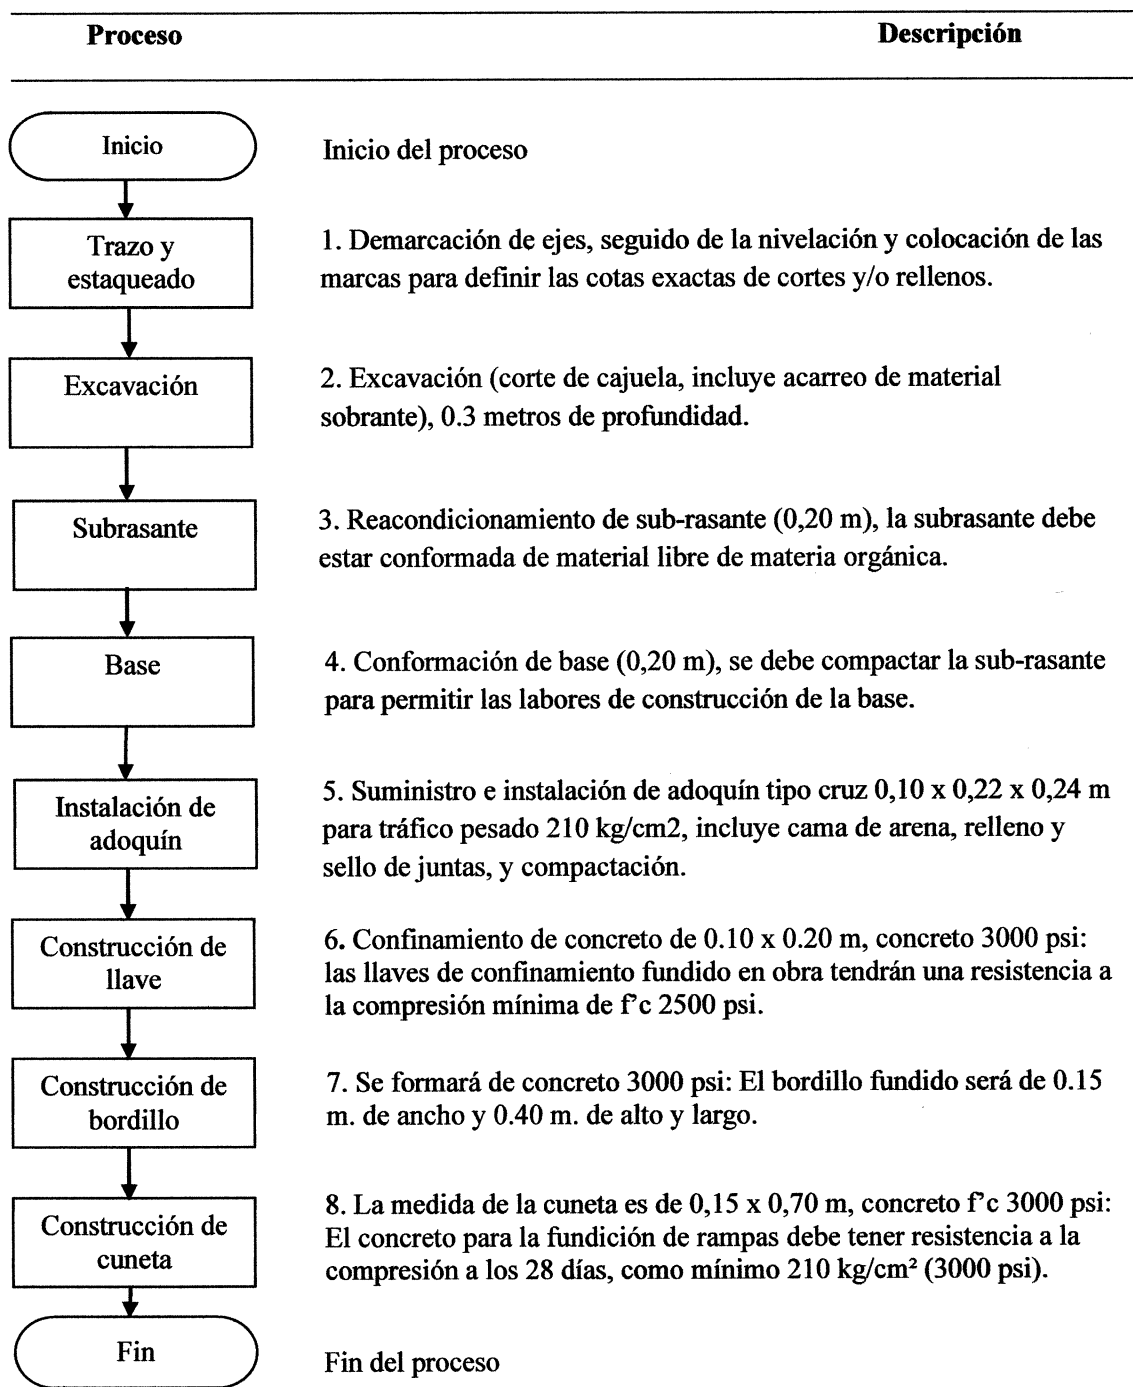 Proceso Descripción
Inicio
Inicio del proceso
Trazo y
estaqueado
1. Demarcación de ejes, seguido de la nivelación y colocación de las
marcas para definir las cotas exactas de cortes y/o rellenos.
Excavación
2. Excavación (corte de cajuela, incluye acarreo de material
sobrante), 0.3 metros de profundidad.
Subrasante
3. Reacondicionamiento de sub-rasante (0,20 m), la subrasante debe
estar conformada de material libre de materia orgánica.
Base
4. Conformación de base (0,20 m), se debe compactar la sub-rasante
para permitir las labores de construcción de la base.
Instalación de
adoquín
5. Suministro e instalación de adoquín tipo cruz 0,10 x 0,22 x 0,24 m
para tráfico pesado 210 kg/cm2, incluye cama de arena, relleno y
sello de juntas, y compactación.
Construcción de
llave
6. Confinamiento de concreto de 0.10 x 0.20 m, concreto 3000 psi:
las llaves de confinamiento fundido en obra tendrán una resistencia a
la compresión mínima de f'c 2500 psi.
Construcción de
bordillo
7. Se formará de concreto 3000 psi: El bordillo fundido será de 0.15
m. de ancho y 0.40 m. de alto y largo.
Construcción de
cuneta
8. La medida de la cuneta es de 0,15 x 0,70 m, concreto f'c 3000 psi:
El concreto para la fundición de rampas debe tener resistencia a la
compresión a los 28 días, como mínimo 210 kg/cm² (3000 psi).
Fin
Fin del proceso